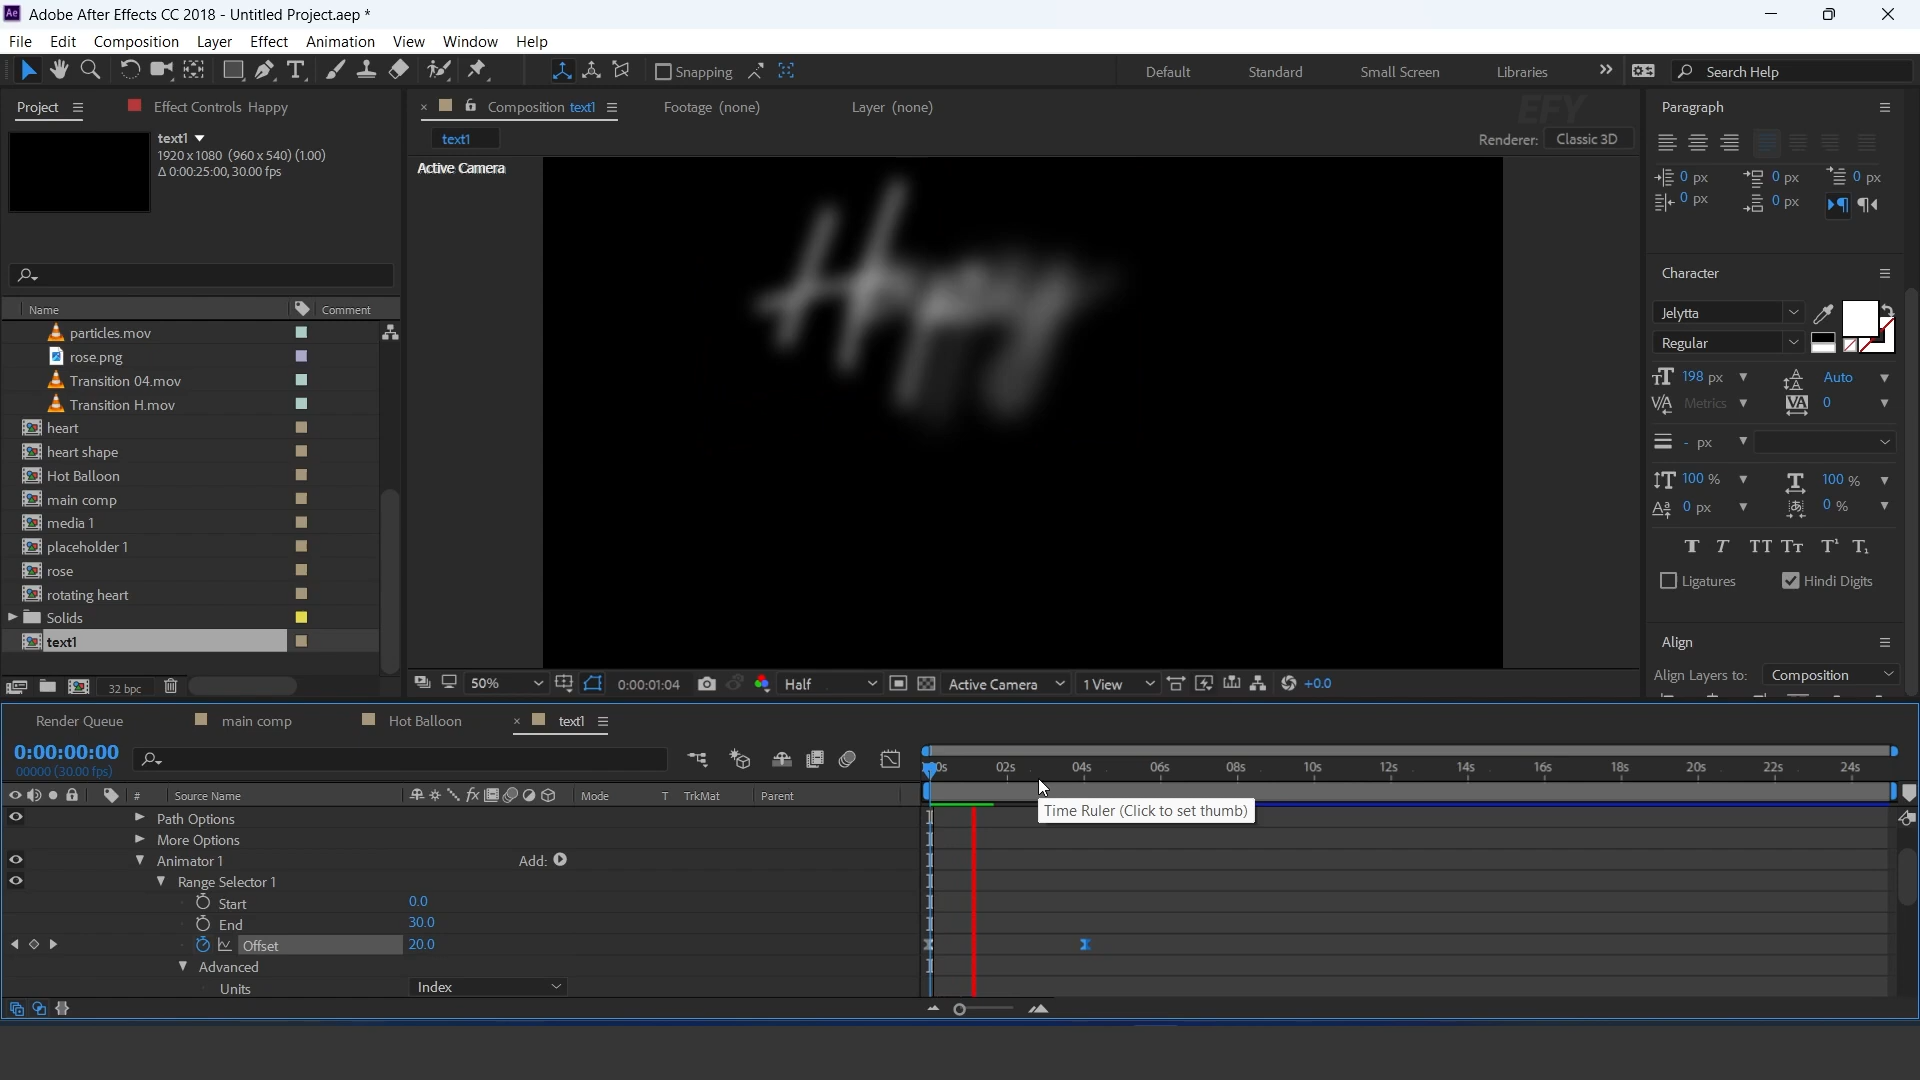 Ae Adobe After Effects CC 2018 - Untitled Project.aep *
File Edit Composition Layer Effect Animation View Window Help
Snapping Default Standard Small Screen Libraries Search Help
Project Effect Controls Happy
Composition text1 Footage (none) Layer (none)
EFY
text1
1920 x 1080 (960 x 540) (1.00)
Δ 0:00:25:00, 30.00 fps
text1
Renderer: Classic 3D
Active Camera
Happy
Name Comment
particles.mov
rose.png
Transition 04.mov
Transition H.mov
heart
heart shape
Hot Balloon
main comp
media 1
placeholder 1
rose
rotating heart
Solids
text1
32 bpc
50% 0:00:01:04 Half Active Camera 1 View +0.0
Paragraph
0 px 0 px 0 px
0 px 0 px
Character
Jelytta
Regular
198 px Auto
Metrics 0
- px
100 % 100 %
0 px 0 %
T T TT Tт T¹ T₁
Ligatures Hindi Digits
Align
Align Layers to: Composition
Render Queue main comp Hot Balloon text1
0:00:00:00
00000 (30.00 fps)
02s 04s 06s 08s 10s 12s 14s 16s 18s 20s 22s 24s
# Source Name fx Mode T TrkMat Parent
Time Ruler (Click to set thumb)
Path Options
More Options
Animator 1 Add:
Range Selector 1
Start 0.0
End 30.0
Offset 20.0
Advanced
Units Index